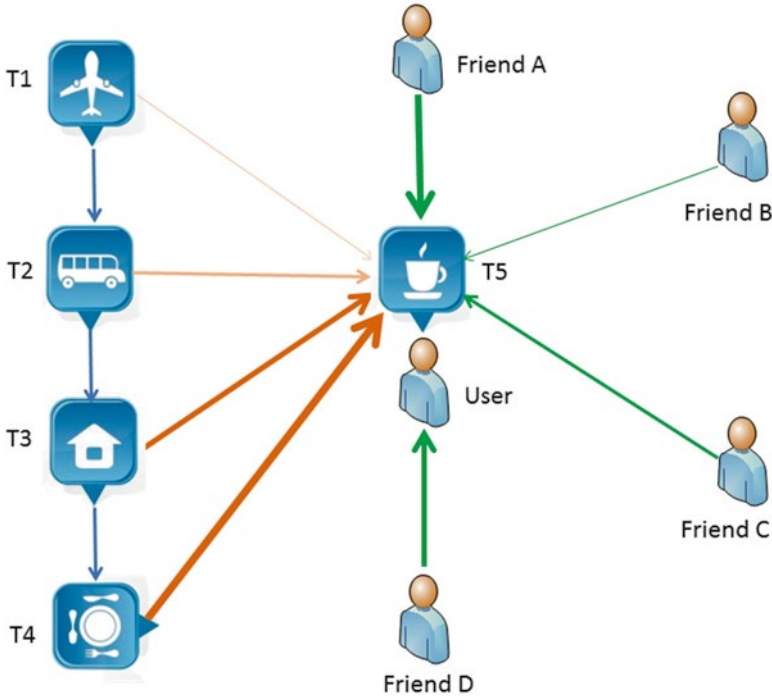 Friend A
T1
Friend B
T2
T5
User
T3
Friend C
T4
Friend D